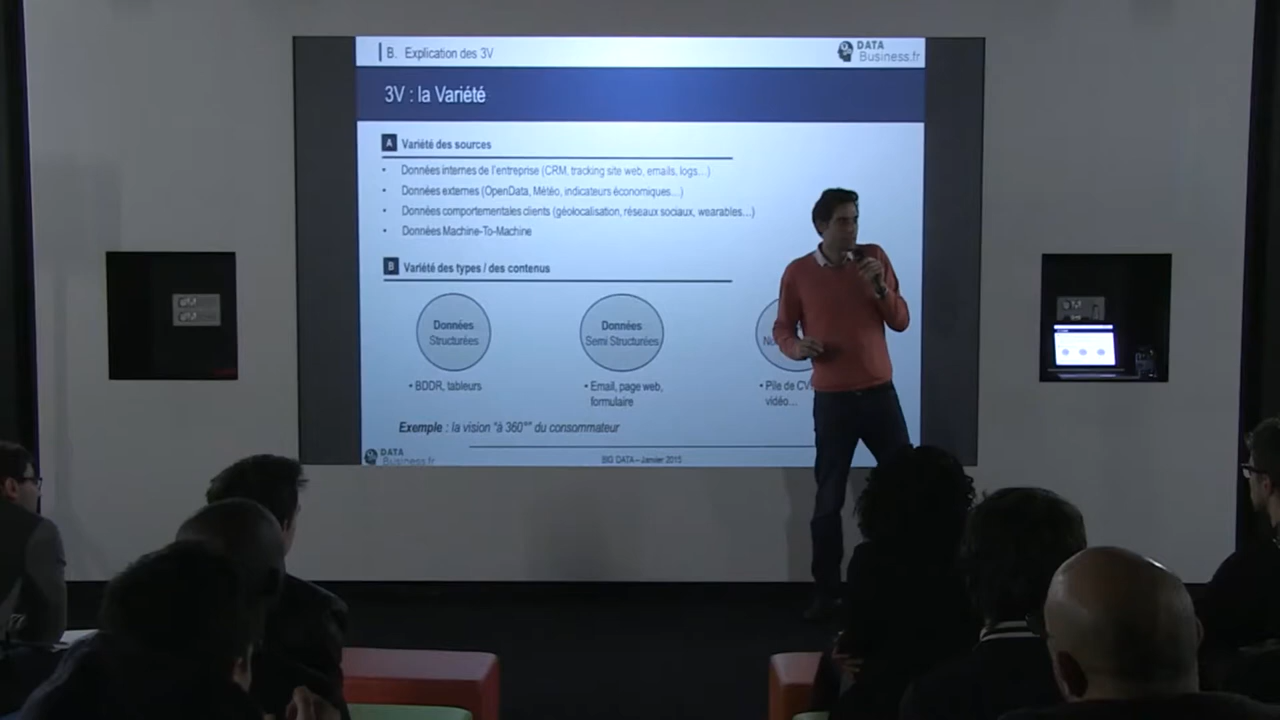 B. Explication des 3V
DATA
Business.fr
3V : la Variété
A Variété des sources
• Données internes de l'entreprise (CRM, tracking site web, emails, logs...)
• Données externes (OpenData, Météo, indicateurs économiques...)
• Données comportementales clients (géolocalisation, réseaux sociaux, wearables...)
• Données Machine-To-Machine
B Variété des types / des contenus
Données
Structurées
Données
Semi Structurées
• BDDR, tableurs
• Email, page web,
formulaire
• Pile de CV
vidéo...
Exemple : la vision "à 360°" du consommateur
DATA
Business.fr
BIG DATA – Janvier 2015